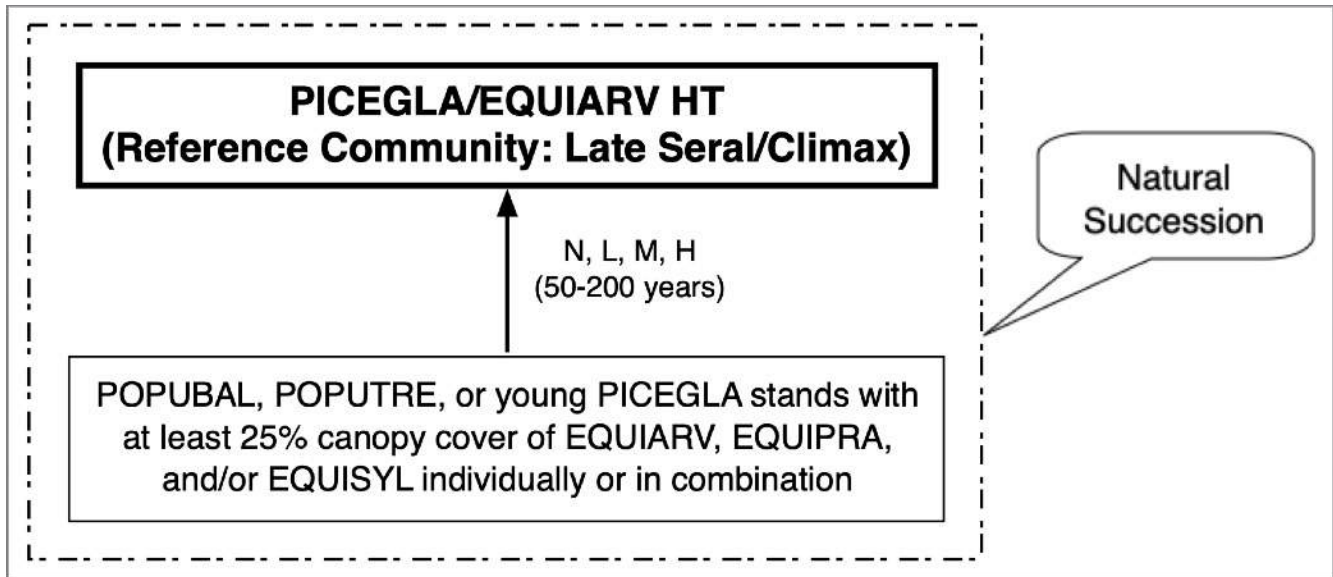 PICEGLA/EQUIARV HT
(Reference Community: Late Seral/Climax)
Natural
Succession
N, L, M, H
(50-200 years)
POPUBAL, POPUTRE, or young PICEGLA stands with
at least 25% canopy cover of EQUIARV, EQUIPRA,
and/or EQUISYL individually or in combination